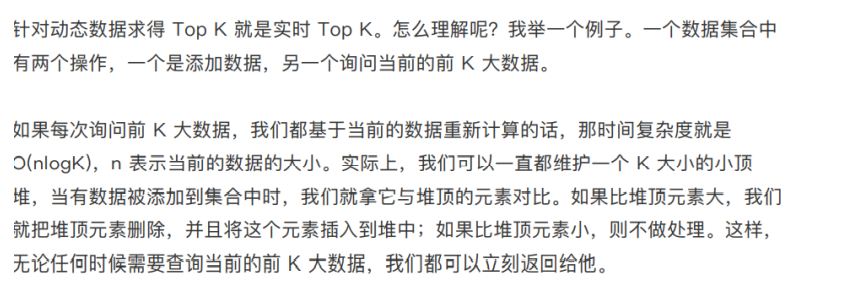 针对动态数据求得 Top K 就是实时 Top K。怎么理解呢？我举一个例子。一个数据集合中
有两个操作，一个是添加数据，另一个询问当前的前 K 大数据。
如果每次询问前 K 大数据，我们都基于当前的数据重新计算的话，那时间复杂度就是
O(nlogK)，n 表示当前的数据的大小。实际上，我们可以一直都维护一个 K 大小的小顶
堆，当有数据被添加到集合中时，我们就拿它与堆顶的元素对比。如果比堆顶元素大，我们
就把堆顶元素删除，并且将这个元素插入到堆中；如果比堆顶元素小，则不做处理。这样，
无论任何时候需要查询当前的前 K 大数据，我们都可以立刻返回给他。